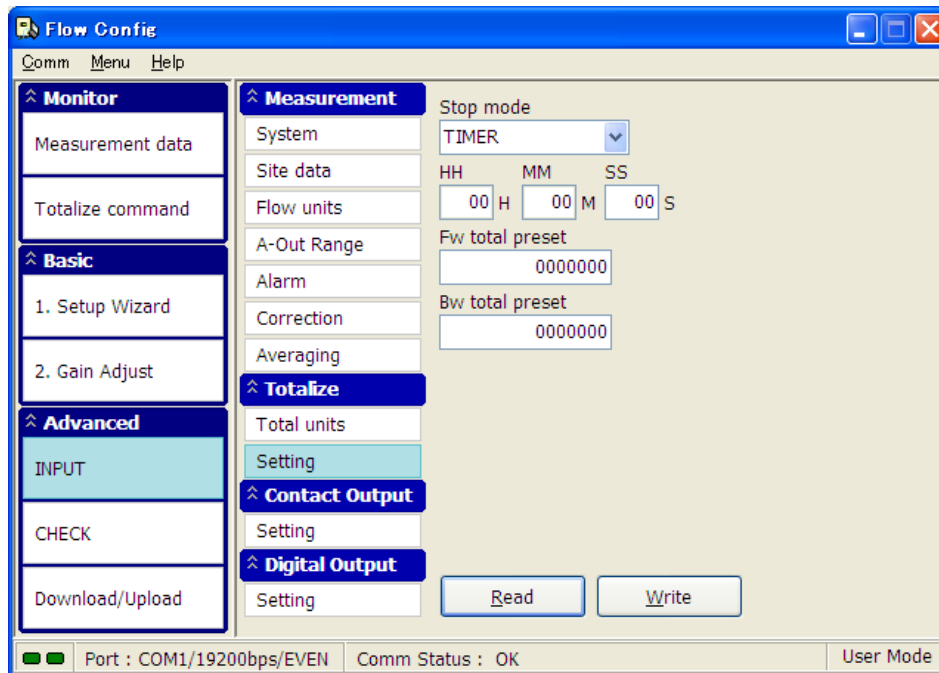 Flow Config
Comm Menu Help
Monitor
Measurement data
Totalize command
Basic
1. Setup Wizard
2. Gain Adjust
Advanced
INPUT
CHECK
Download/Upload
Measurement
System
Site data
Flow units
A-Out Range
Alarm
Correction
Averaging
Totalize
Total units
Setting
Contact Output
Setting
Digital Output
Setting
Stop mode
TIMER
HH MM SS
00 H 00 M 00 S
Fw total preset
0000000
Bw total preset
0000000
Read Write
Port : COM1/19200bps/EVEN Comm Status : OK User Mode